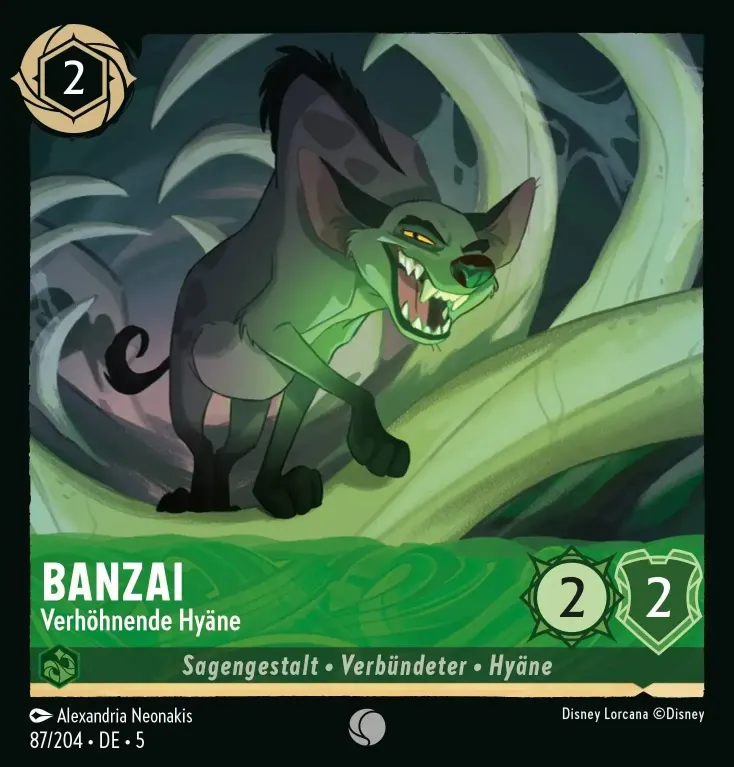 2
BANZAI
Verhöhnende Hyäne
2
2
Sagengestalt • Verbündeter • Hyäne
Alexandria Neonakis
Disney Lorcana ©Disney
87/204 • DE • 5